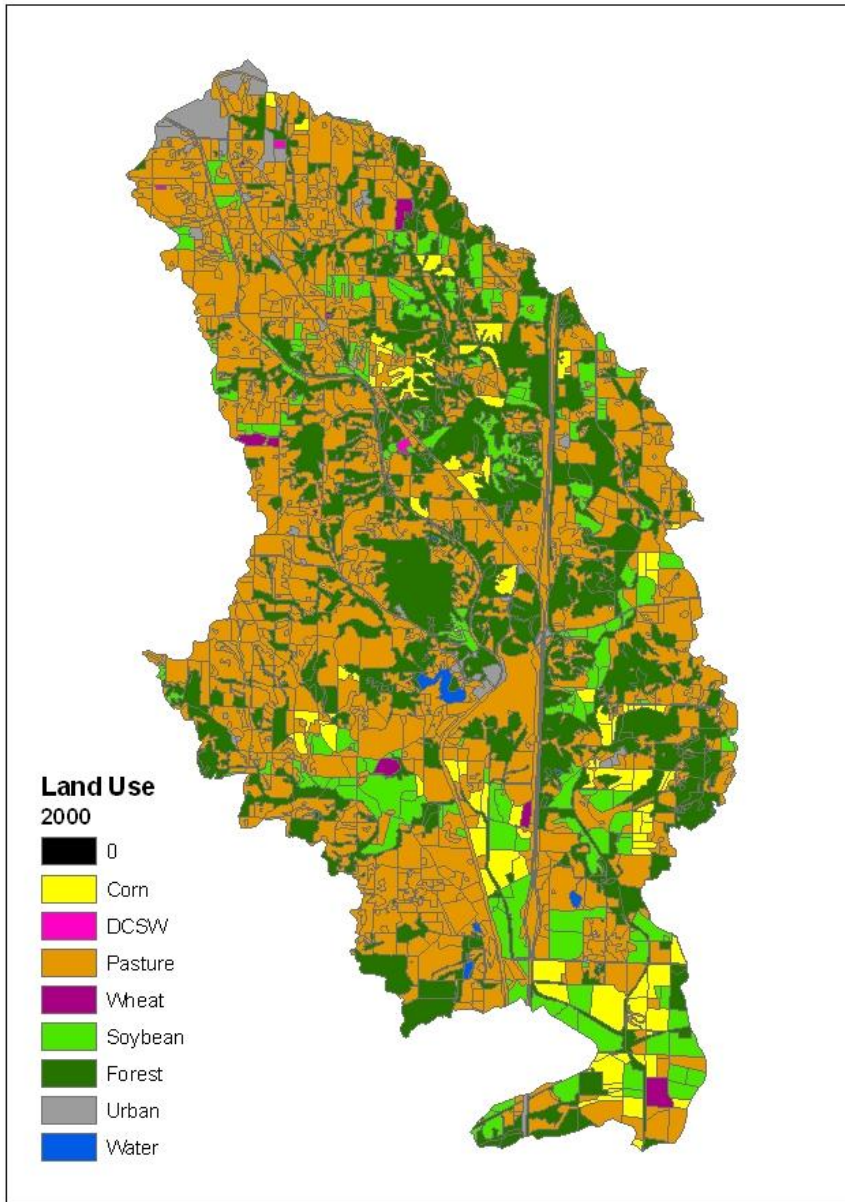 Land Use
2000
0
Corn
DCSW
Pasture
Wheat
Soybean
Forest
Urban
Water